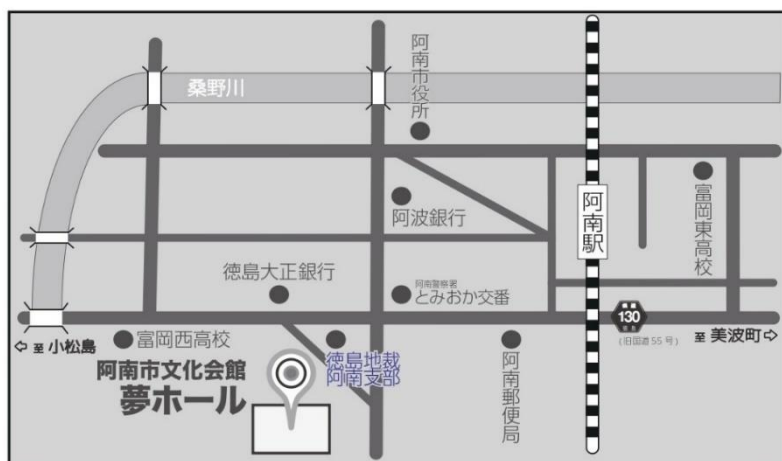 桑野川
阿南市役所
阿波銀行
阿南駅
富岡東高校
徳島大正銀行
阿南警察署
とみおか交番
130
(旧国道55号)
至 美波町
至 小松島
富岡西高校
徳島地裁
阿南支部
阿南郵便局
阿南市文化会館
夢ホール